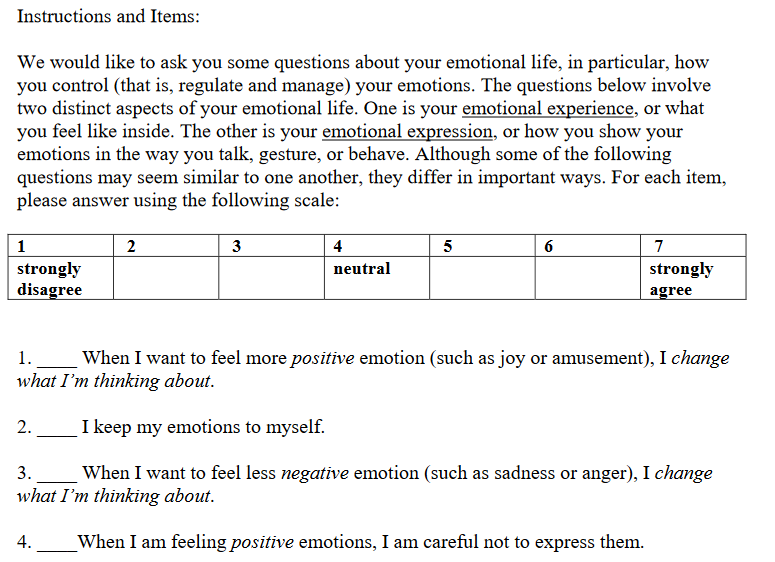 Instructions and Items:
We would like to ask you some questions about your emotional life, in particular, how
you control (that is, regulate and manage) your emotions. The questions below involve
two distinct aspects of your emotional life. One is your emotional experience, or what
you feel like inside. The other is your emotional expression, or how you show your
emotions in the way you talk, gesture, or behave. Although some of the following
questions may seem similar to one another, they differ in important ways. For each item,
please answer using the following scale:
1 2 3 4 5 6 7
strongly neutral strongly
disagree agree
1. ____ When I want to feel more positive emotion (such as joy or amusement), I change
what I’m thinking about.
2. ____ I keep my emotions to myself.
3. ____ When I want to feel less negative emotion (such as sadness or anger), I change
what I’m thinking about.
4. ____When I am feeling positive emotions, I am careful not to express them.